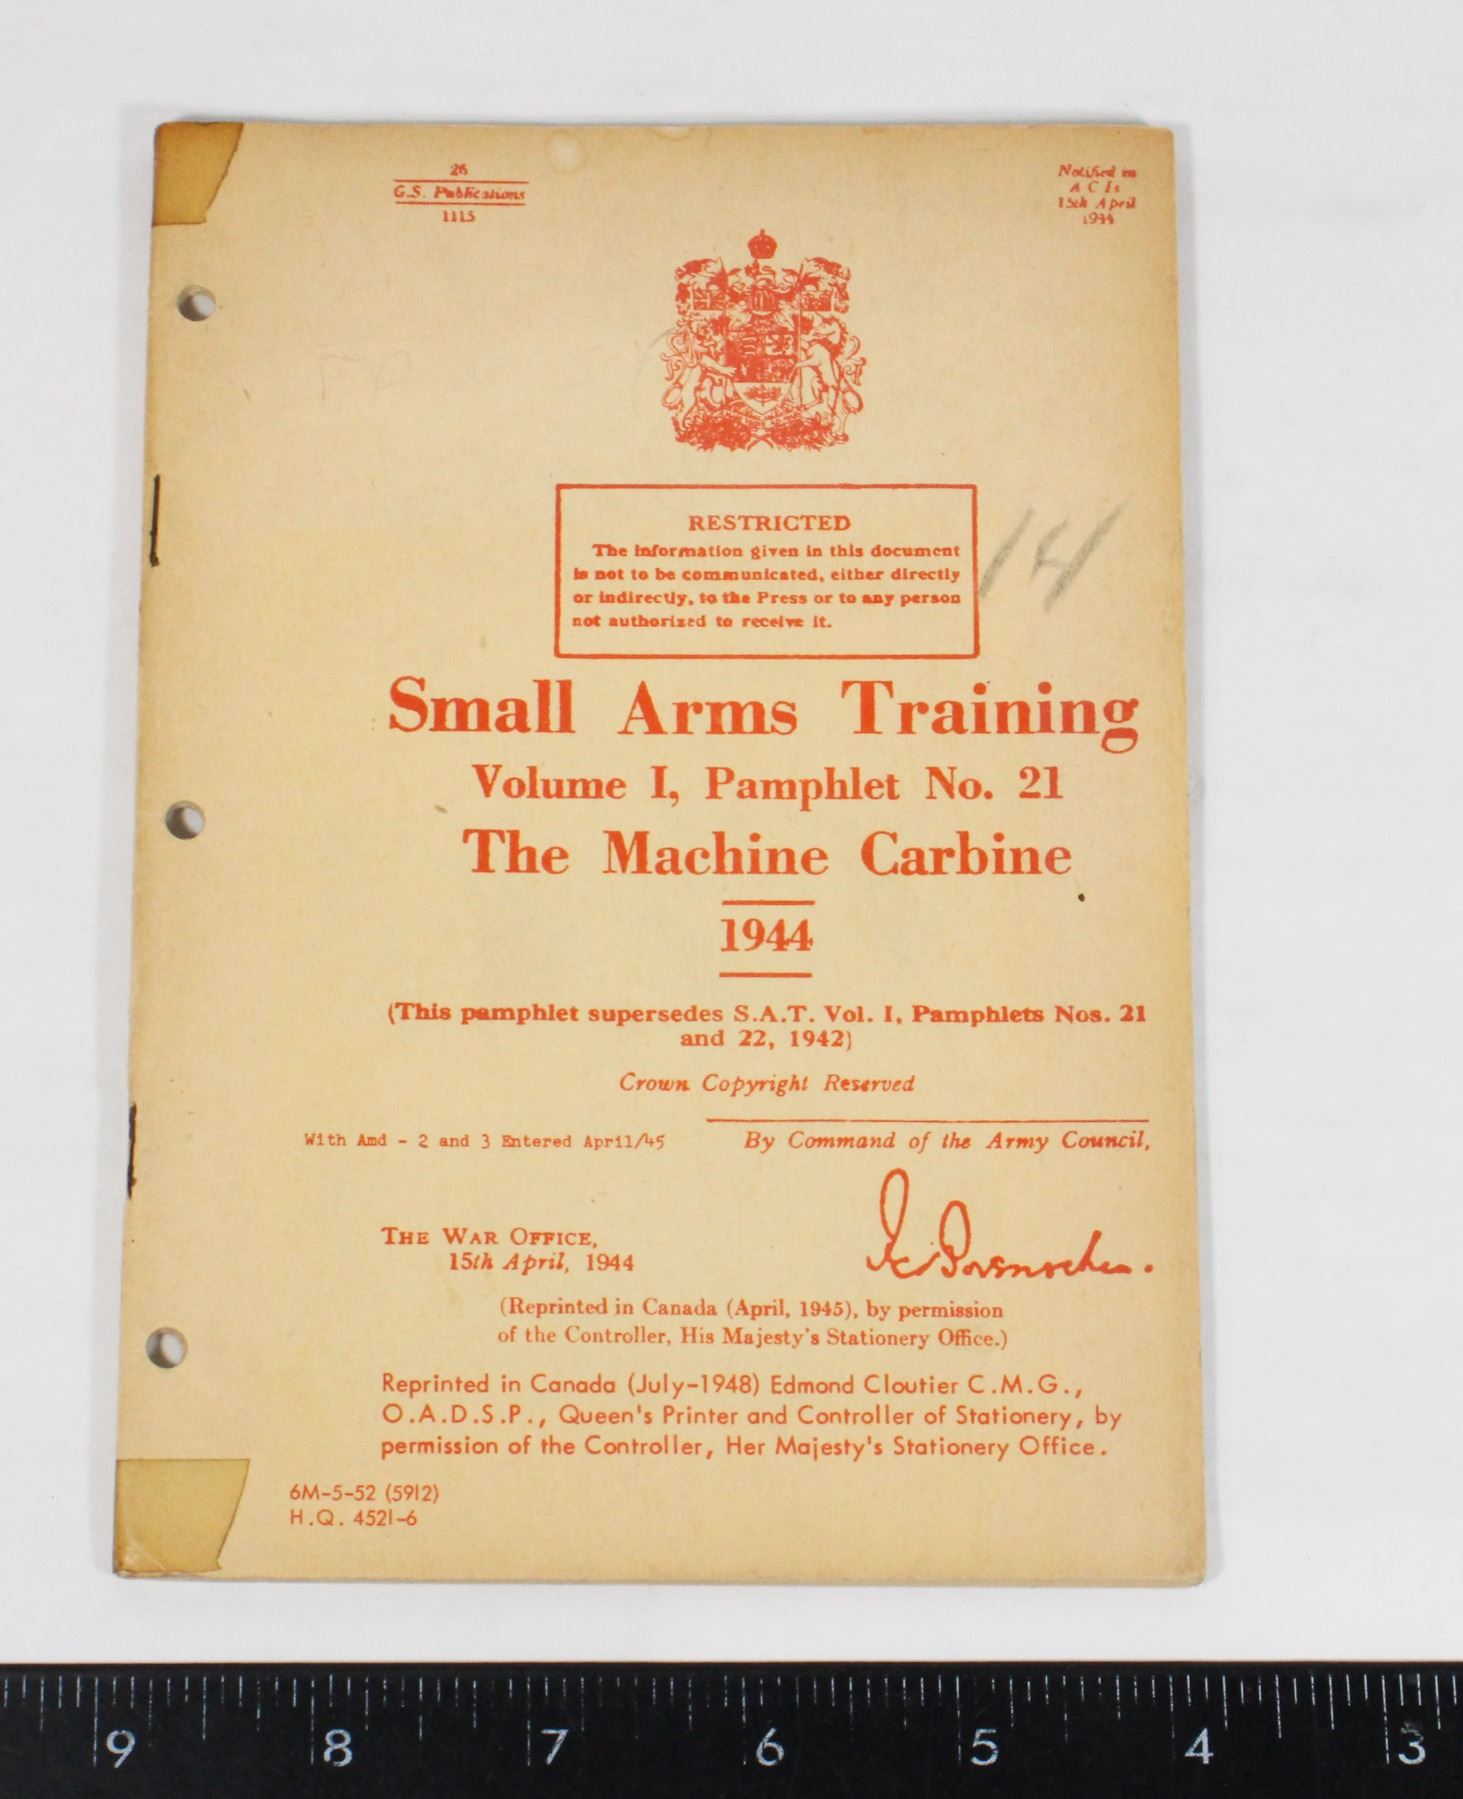 26
G.S. Publications
1115
Notified in
A C Is
15th April
1944
RESTRICTED
The information given in this document
is not to be communicated, either directly
or indirectly, to the Press or to any person
not authorized to receive it.
14
Small Arms Training
Volume I, Pamphlet No. 21
The Machine Carbine
1944
(This pamphlet supersedes S.A.T. Vol. I, Pamphlets Nos. 21
and 22, 1942)
Crown Copyright Reserved
With Amd - 2 and 3 Entered April/45
By Command of the Army Council,
THE WAR OFFICE,
15th April, 1944
(Reprinted in Canada (April, 1945), by permission
of the Controller, His Majesty's Stationery Office.)
Reprinted in Canada (July-1948) Edmond Cloutier C.M.G.,
O.A.D.S.P., Queen's Printer and Controller of Stationery, by
permission of the Controller, Her Majesty's Stationery Office.
6M-5-52 (5912)
H.Q. 4521-6
9 8 7 6 5 4 3